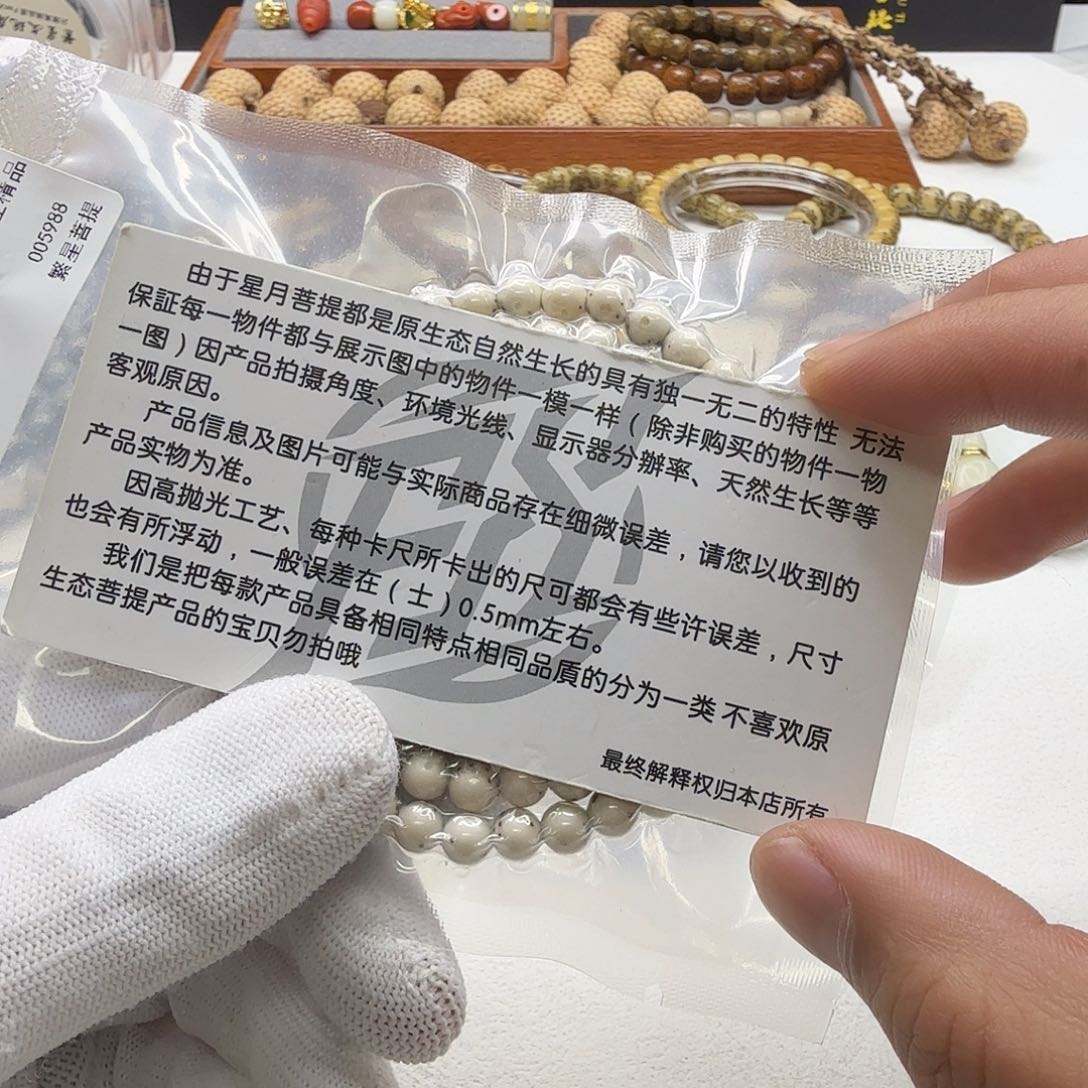 精品
005988
繁星菩提
由于星月菩提都是原生态自然生长的具有独一无二的特性 无法
保証每一物件都与展示图中的物件一模一样（除非购买的物件一物
一图）因产品拍摄角度、环境光线、显示器分辦率、天然生长等等
客观原因。
产品信息及图片可能与实际商品存在细微误差，请您以收到的
产品实物为准。
因高抛光工艺、每种卡尺所卡出的尺可都会有些许误差，尺寸
也会有所浮动，一般误差在（士）0.5mm左右。
我们是把每款产品具备相同特点相同品質的分为一类 不喜欢原
生态菩提产品的宝贝勿拍哦
最终解释权归本店所有